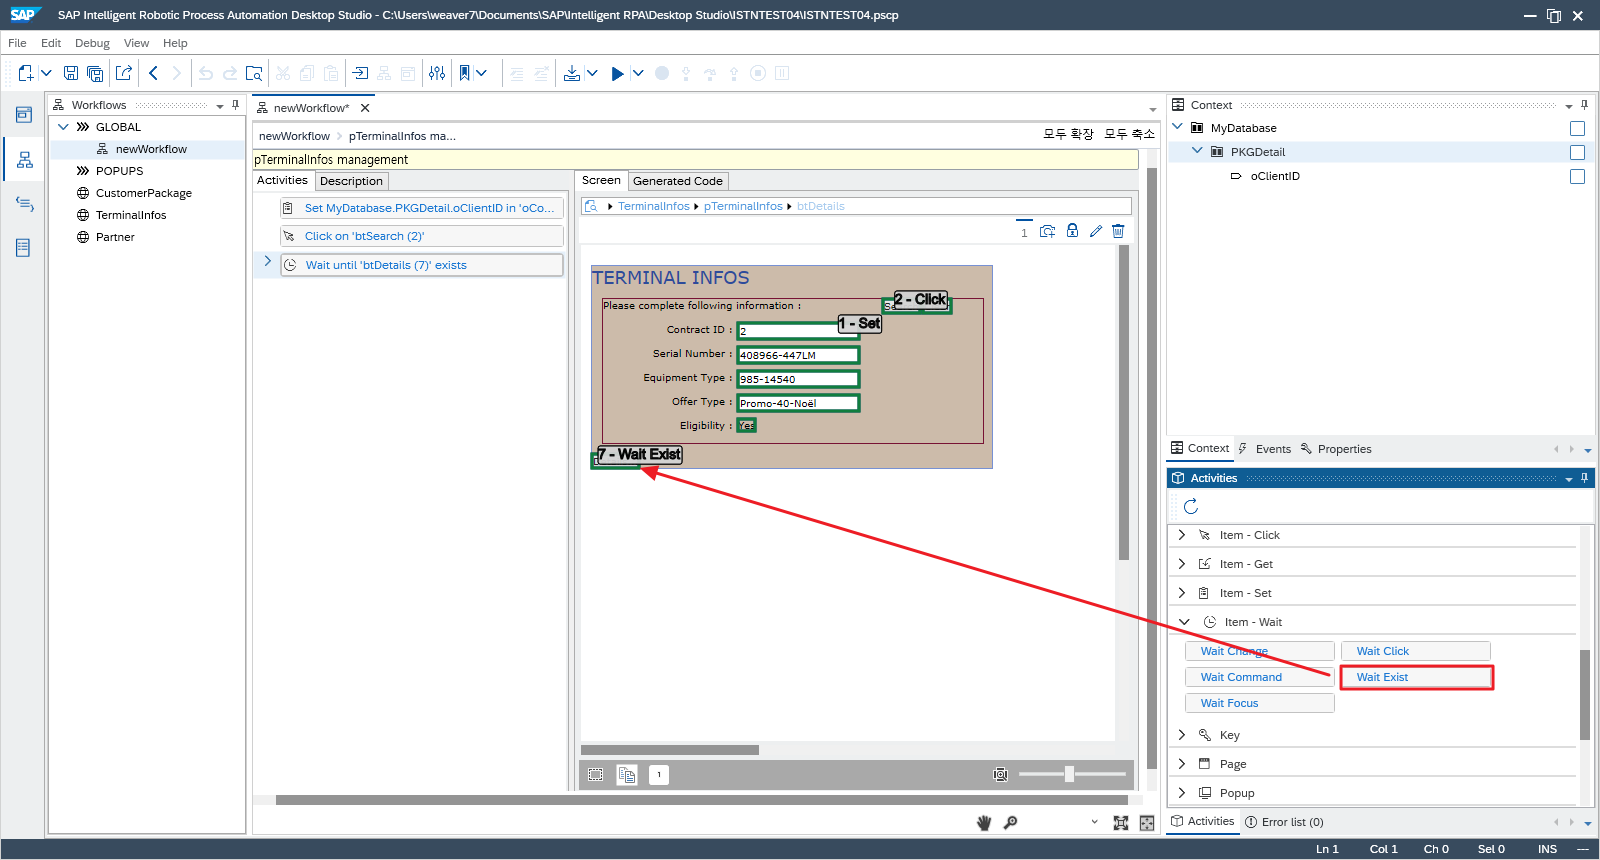 SAP Intelligent Robotic Process Automation Desktop Studio - C:\Users\weaver7\Documents\SAP\Intelligent RPA\Desktop Studio\ISTNTEST04\ISTNTEST04.pscp
File Edit Debug View Help
Workflows
GLOBAL
newWorkflow
POPUPS
CustomerPackage
TerminalInfos
Partner
newWorkflow*
newWorkflow > pTerminalInfos ma...
모두 확장 모두 축소
pTerminalInfos management
Activities Description
Set MyDatabase.PKGDetail.oClientID in 'oCo...
Click on 'btSearch (2)'
Wait until 'btDetails (7)' exists
Screen Generated Code
TerminalInfos pTerminalInfos btDetails
1
TERMINAL INFOS
Please complete following information :
2 - Click
1 - Set
Contract ID : 2
Serial Number : 408966-447LM
Equipment Type : 985-14540
Offer Type : Promo-40-Noël
Eligibility : Yes
7 - Wait Exist
1
Context
MyDatabase
PKGDetail
oClientID
Context Events Properties
Activities
Item - Click
Item - Get
Item - Set
Item - Wait
Wait Change Wait Click
Wait Command Wait Exist
Wait Focus
Key
Page
Popup
Activities Error list (0)
Ln 1 Col 1 Ch 0 Sel 0 INS ---